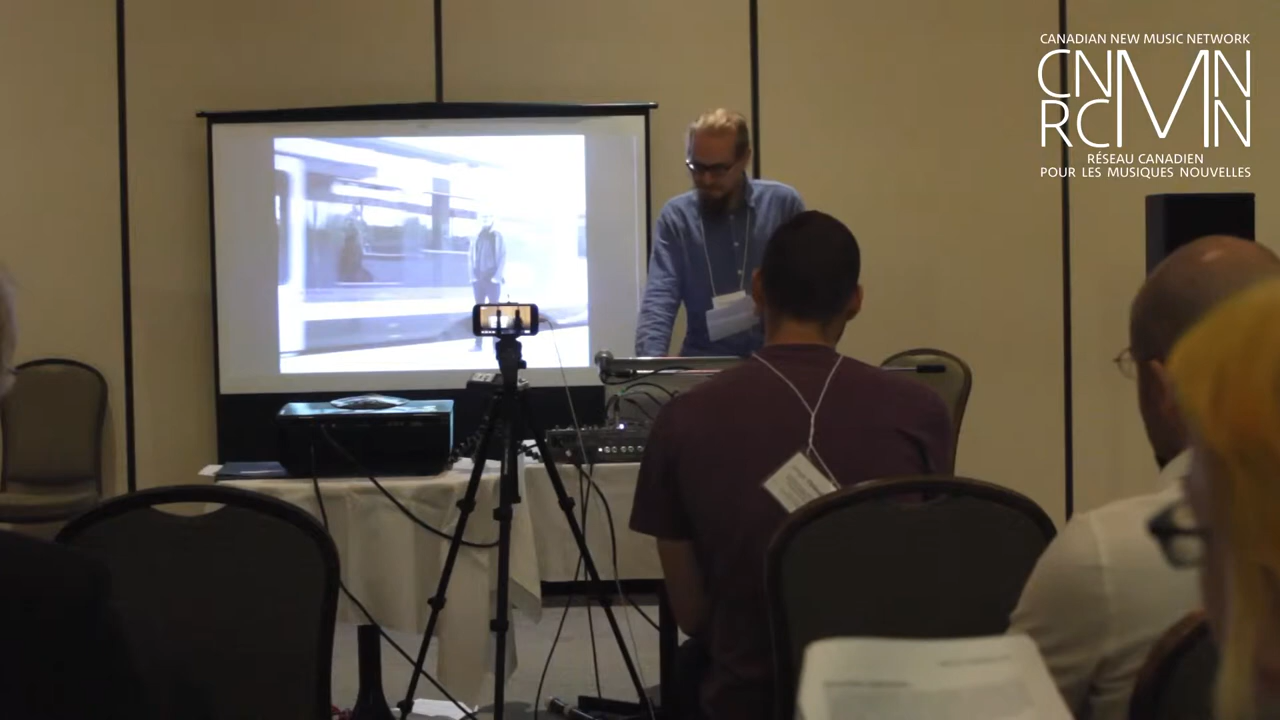 CANADIAN NEW MUSIC NETWORK
CNMN
RCMN
RÉSEAU CANADIEN
POUR LES MUSIQUES NOUVELLES